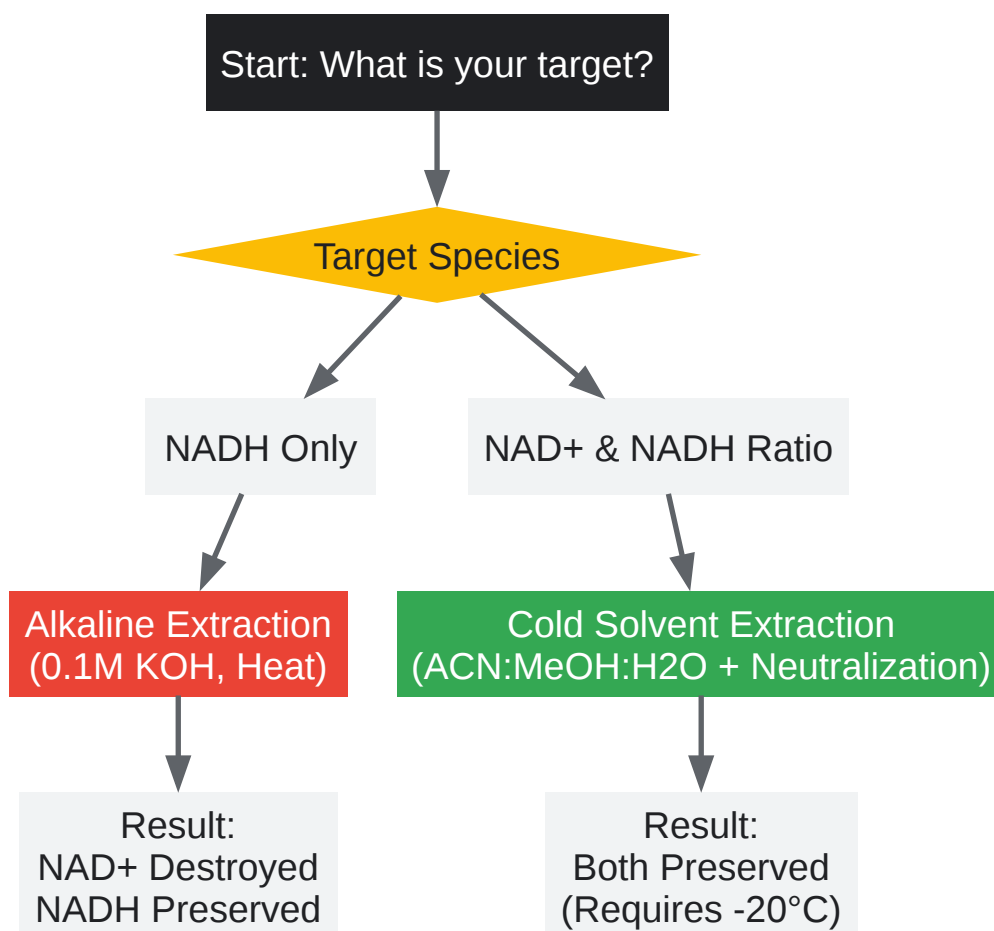 Start: What is your target?
Target Species
NADH Only
NAD+ & NADH Ratio
Alkaline Extraction
(0.1M KOH, Heat)
Cold Solvent Extraction
(ACN:MeOH:H2O + Neutralization)
Result:
NAD+ Destroyed
NADH Preserved
Result:
Both Preserved
(Requires -20°C)